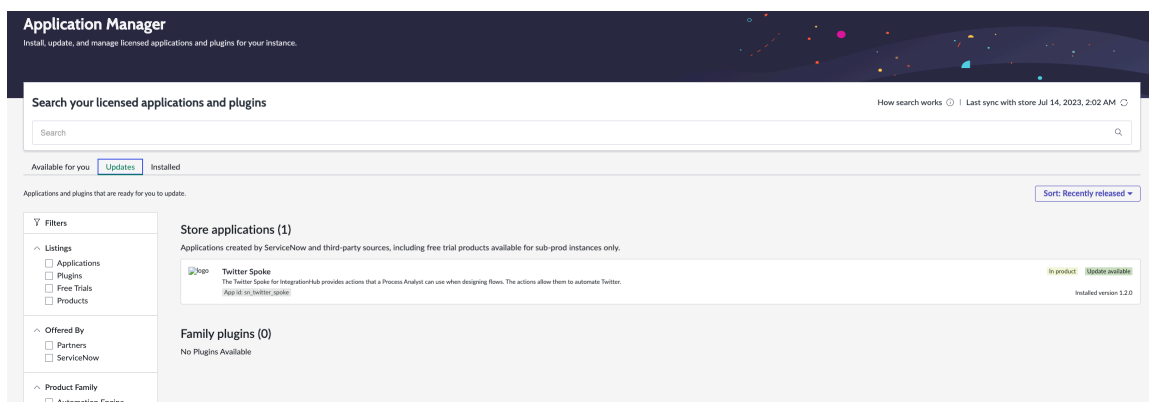 Application Manager
Install, update, and manage licensed applications and plugins for your instance.
Search your licensed applications and plugins
How search works | Last sync with store Jul 14, 2023, 2:02 AM
Search
Available for you Updates Installed
Applications and plugins that are ready for you to update.
Sort: Recently released
Filters
Listings
Applications
Plugins
Free Trials
Products
Offered By
Partners
ServiceNow
Product Family
Automation Engine
Store applications (1)
Applications created by ServiceNow and third-party sources, including free trial products available for sub-prod instances only.
logo
Twitter Spoke
In product Update available
The Twitter Spoke for IntegrationHub provides actions that a Process Analyst can use when designing flows. The actions allow them to automate Twitter.
App id: sn_twitter_spoke
Installed version 1.2.0
Family plugins (0)
No Plugins Available